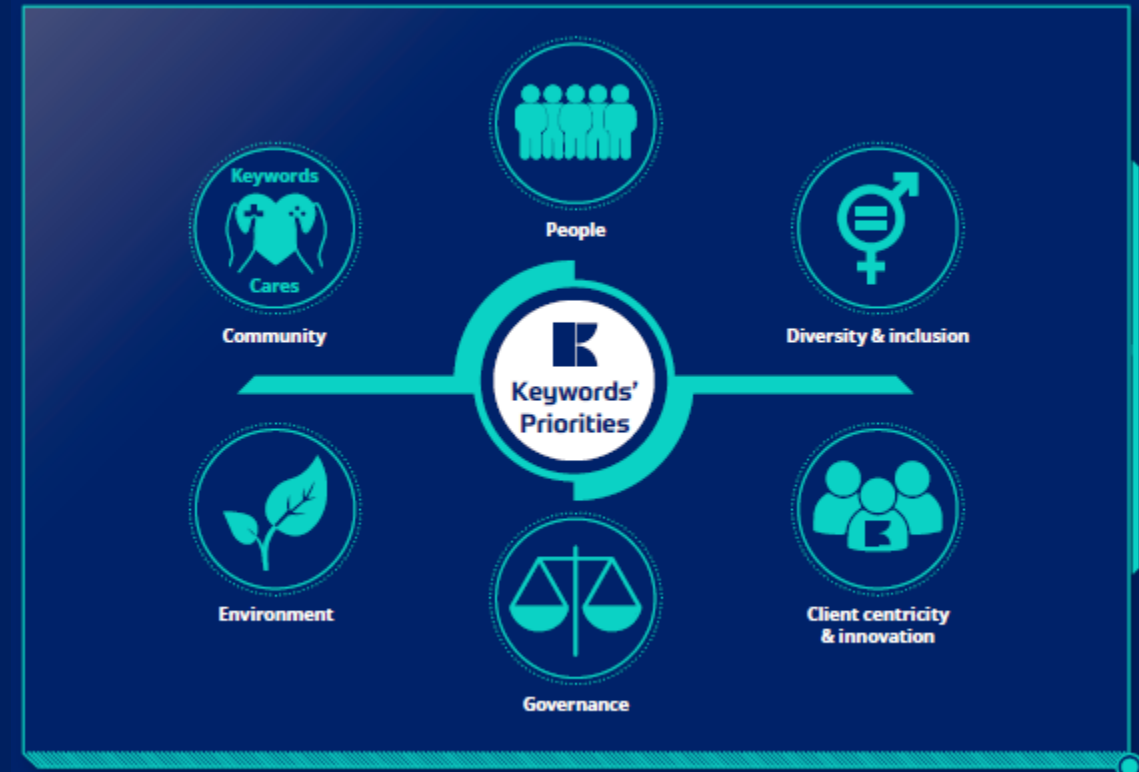 People
Keywords
Cares
Community
Diversity & inclusion
K
Keywords’
Priorities
Environment
K
Client centricity
& innovation
Governance